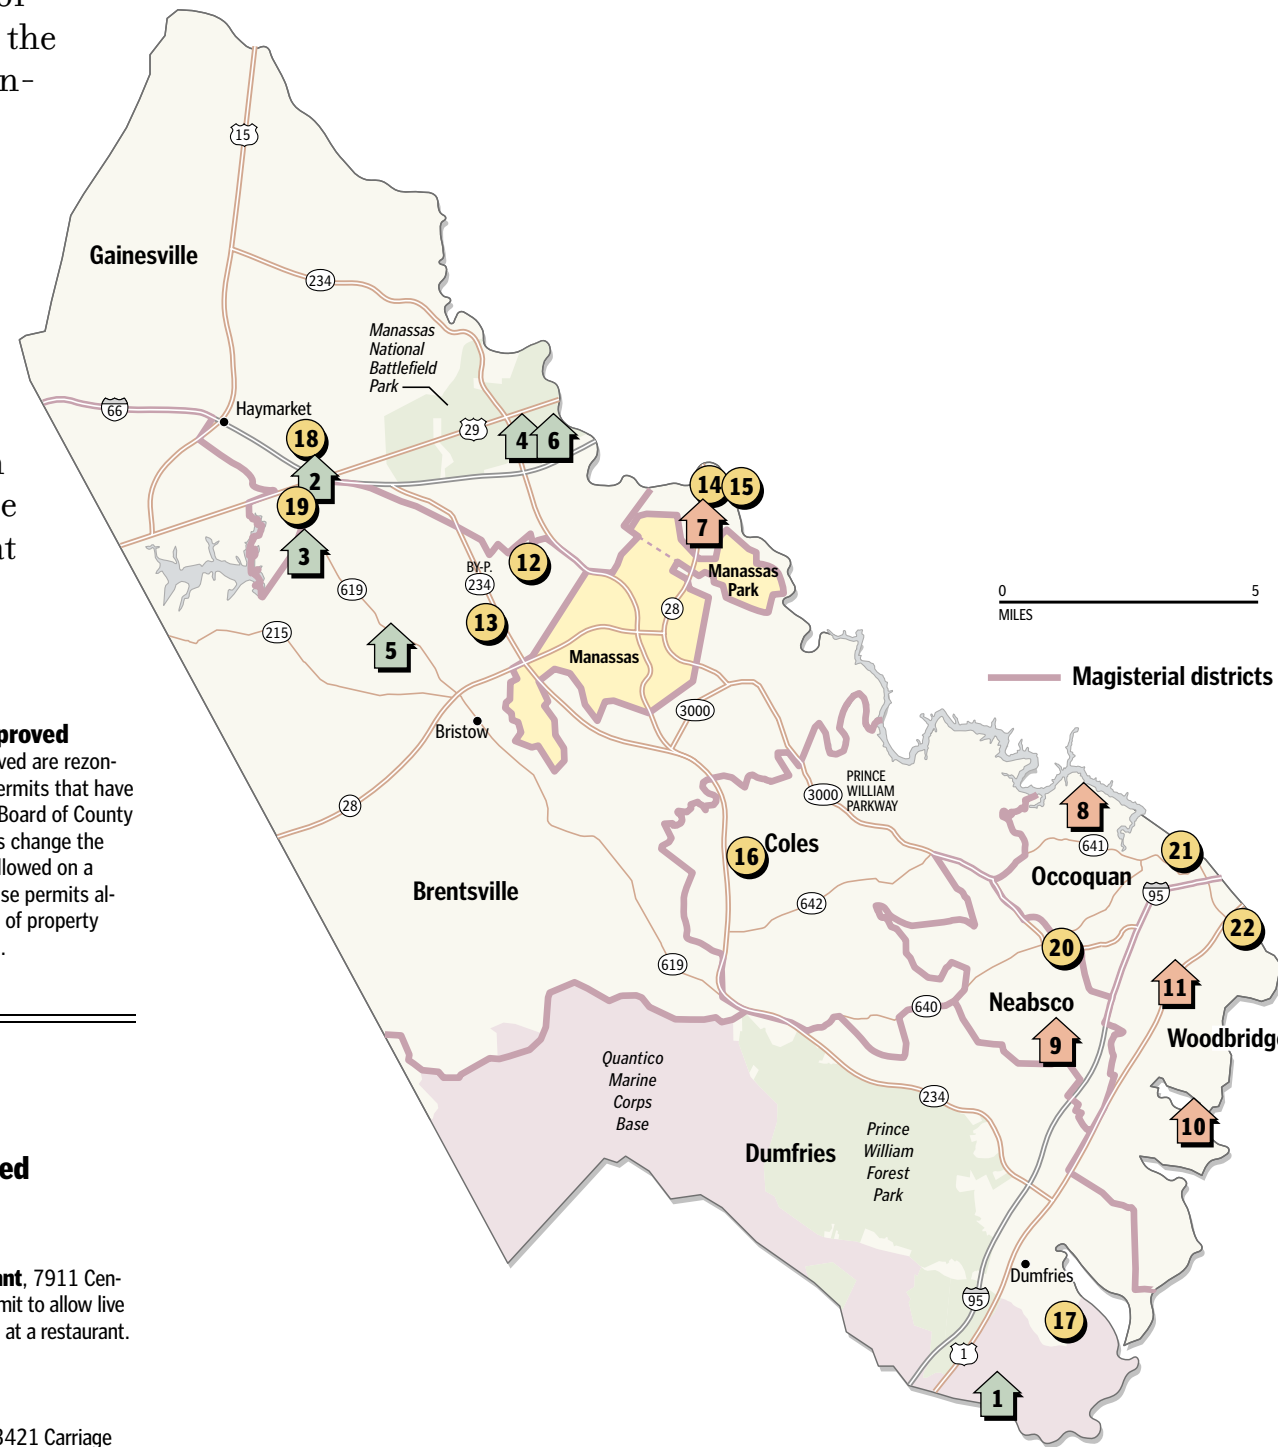 the
n-
proved
ved are rezon-
ermits that have
Board of County
s change the
llowed on a
se permits al-
of property
.
ed
nt, 7911 Cen-
mit to allow live
at a restaurant.
3421 Carriage
15
Gainesville
234
Manassas
National
Battlefield
Park
66
Haymarket
29
18
4
6
2
14
15
19
7
3
BY-P.
234
12
Manassas
Park
619
28
13
215
5
Manassas
0
5
MILES
Magisterial districts
3000
Bristow
28
3000
PRINCE
WILLIAM
PARKWAY
8
16
Coles
641
21
Occoquan
Brentsville
95
642
22
20
619
11
640
Neabsco
9
Woodbridge
Quantico
Marine
Corps
Base
234
10
Prince
William
Forest
Park
Dumfries
Dumfries
95
17
1
1